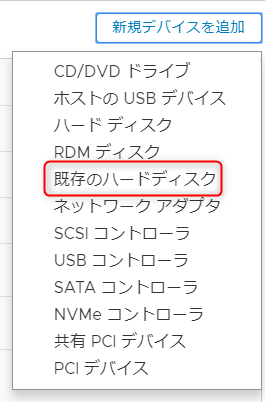 新規デバイスを追加
CD/DVD ドライブ
ホストの USB デバイス
ハード ディスク
RDM ディスク
既存のハードディスク
ネットワーク アダプタ
SCSI コントローラ
USB コントローラ
SATA コントローラ
NVMe コントローラ
共有 PCI デバイス
PCI デバイス